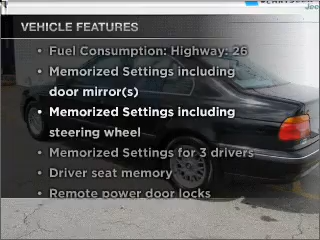 VEHICLE FEATURES
• Fuel Consumption: Highway: 26
• Memorized Settings including
door mirror(s)
• Memorized Settings including
steering wheel
• Memorized Settings for 3 drivers
• Driver seat memory
• Remote power door locks